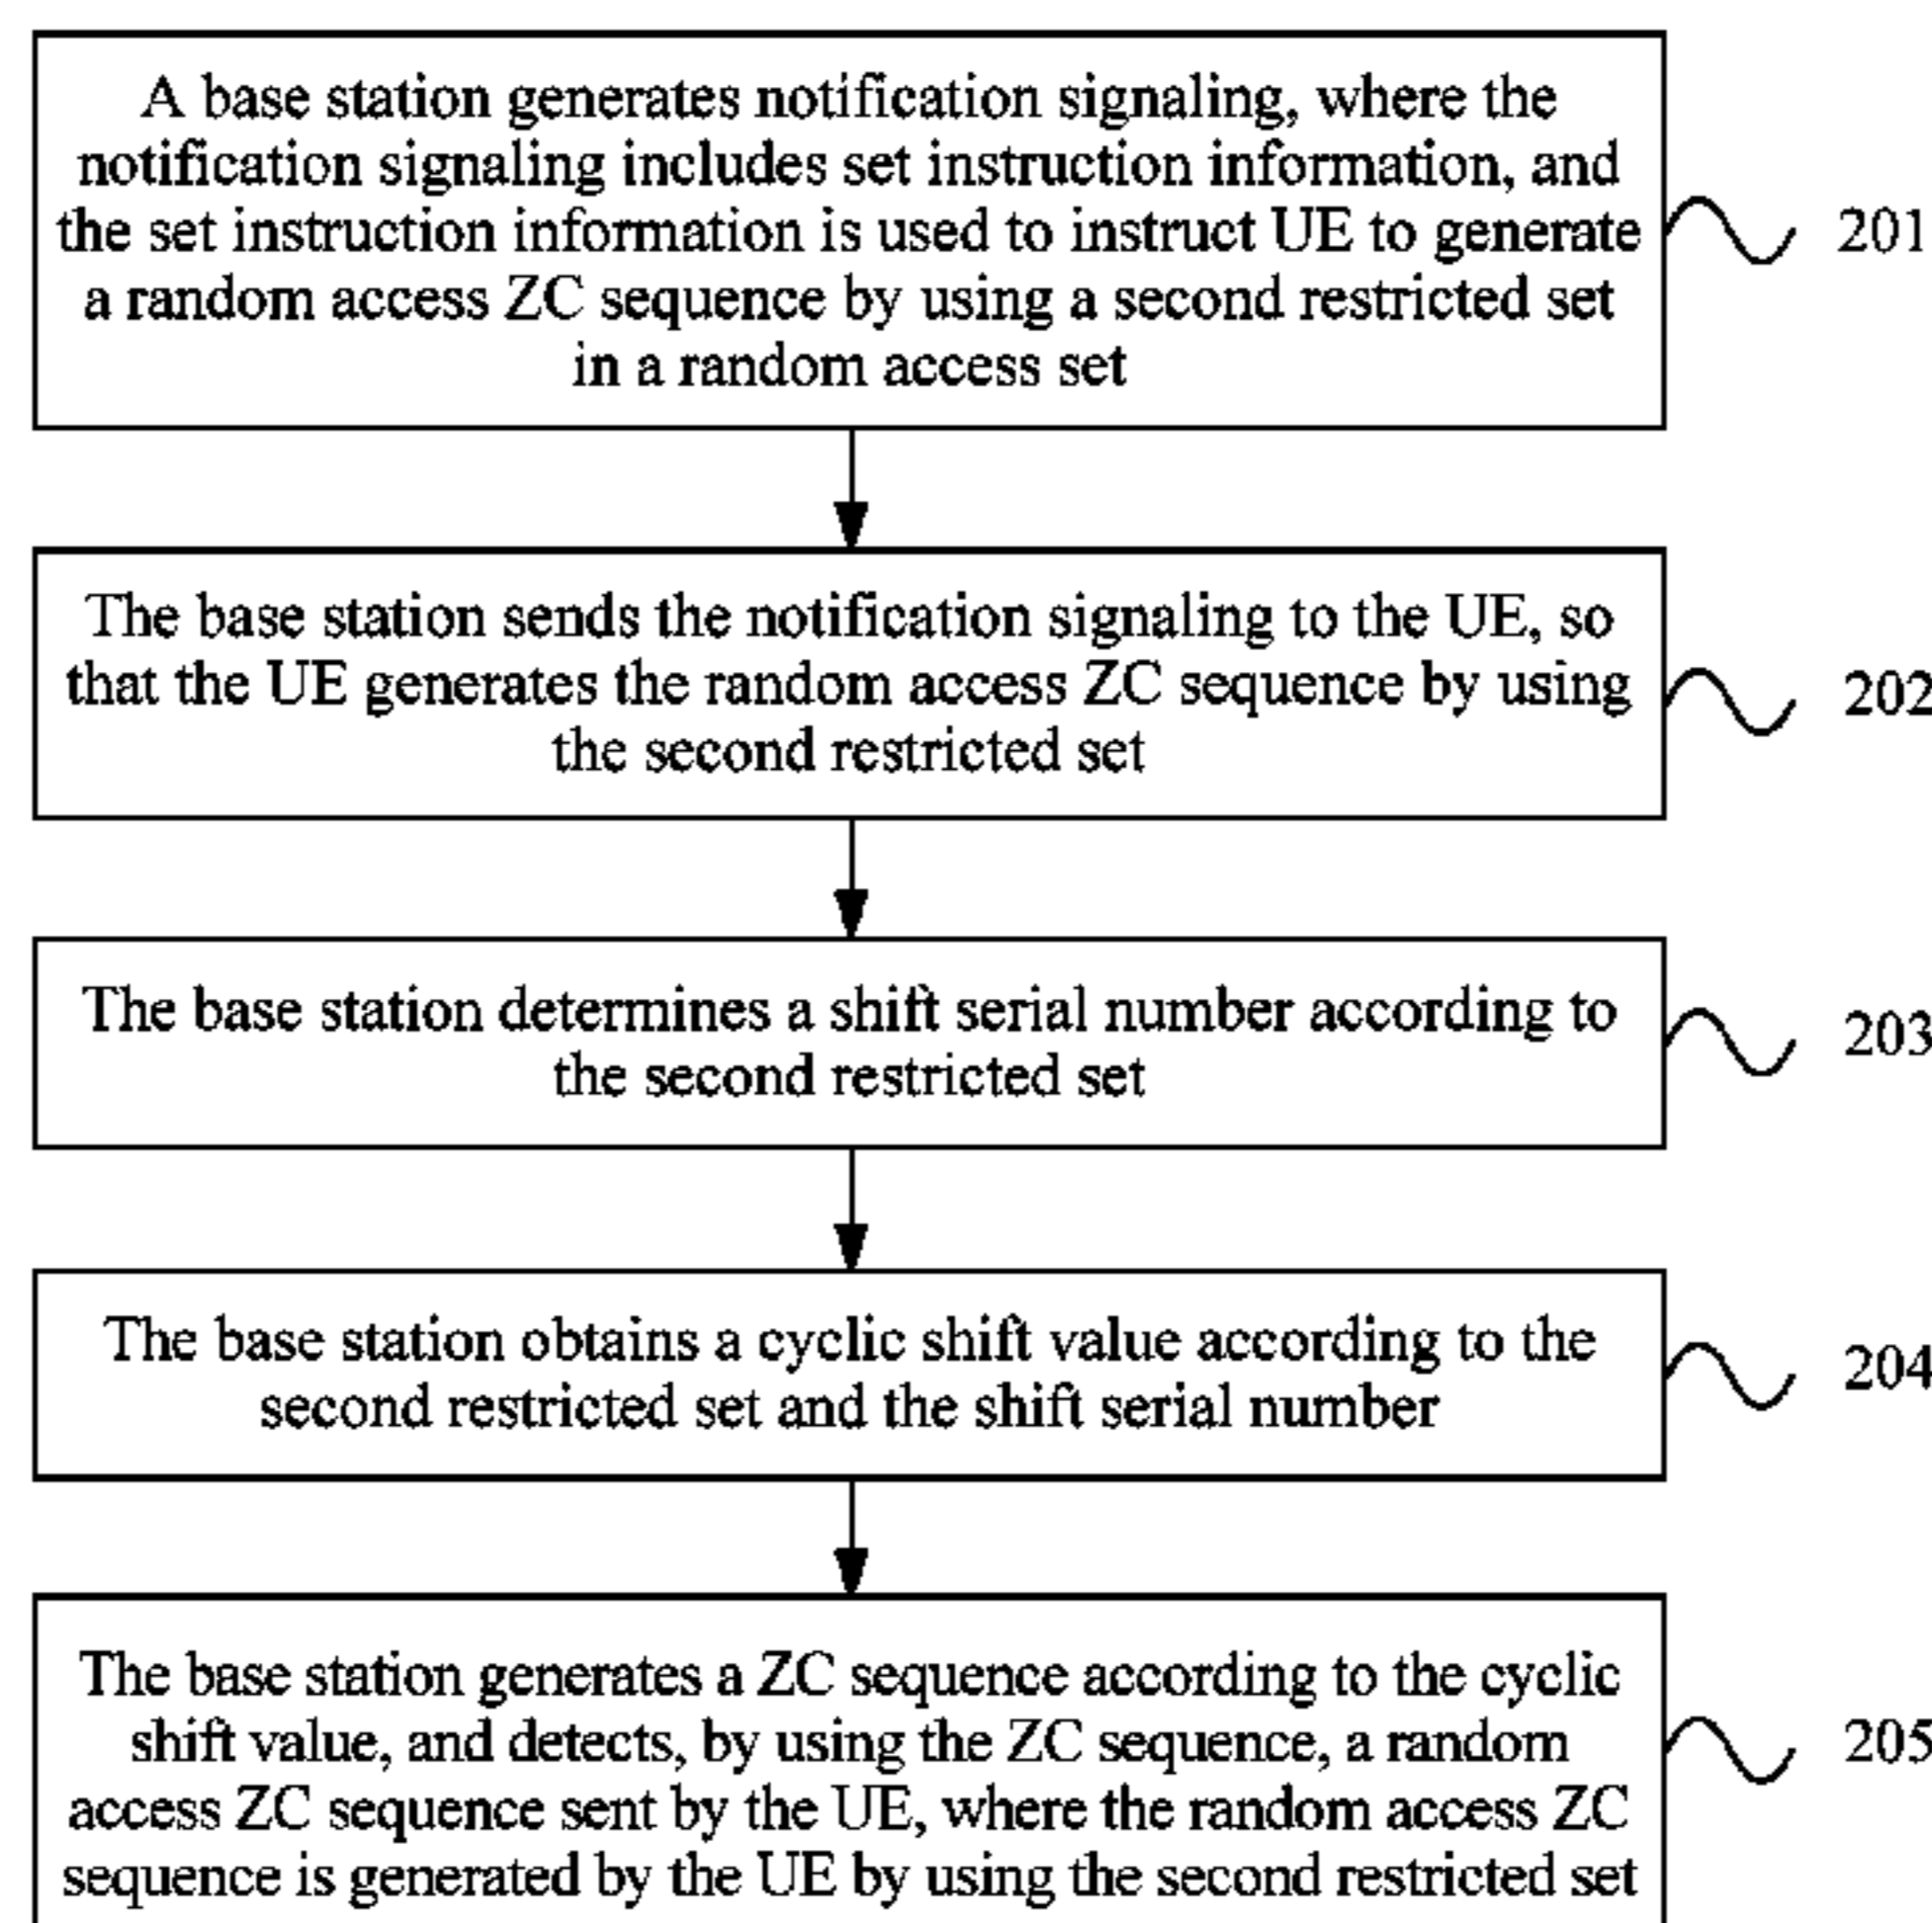 A base station generates notification signaling, where the
notification signaling includes set instruction information, and
the set instruction information is used to instruct UE to generate
a random access ZC sequence by using a second restricted set
in a random access set
201
The base station sends the notification signaling to the UE, so
that the UE generates the random access ZC sequence by using
the second restricted set
202
The base station determines a shift serial number according to
the second restricted set
203
The base station obtains a cyclic shift value according to the
second restricted set and the shift serial number
204
The base station generates a ZC sequence according to the cyclic
shift value, and detects, by using the ZC sequence, a random
access ZC sequence sent by the UE, where the random access ZC
sequence is generated by the UE by using the second restricted set
205